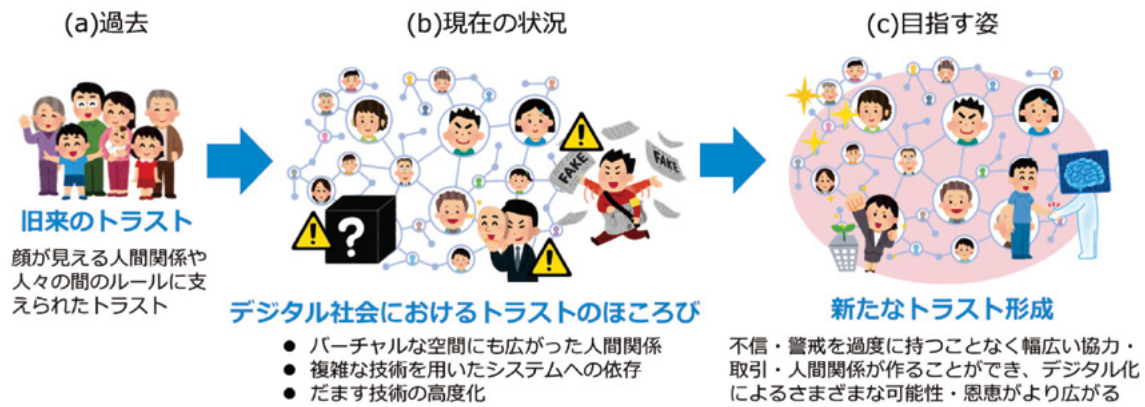 (a)過去
(b)現在の状況
(c)目指す姿
旧来のトラスト
顔が見える人間関係や
人々の間のルールに支
えられたトラスト
?
FAKE
FAKE
デジタル社会におけるトラストのほころび
● バーチャルな空間にも広がった人間関係
● 複雑な技術を用いたシステムへの依存
● だます技術の高度化
新たなトラスト形成
不信・警戒を過度に持つことなく幅広い協力・
取引・人間関係が作ることができ、デジタル化
によるさまざまな可能性・恩恵がより広がる